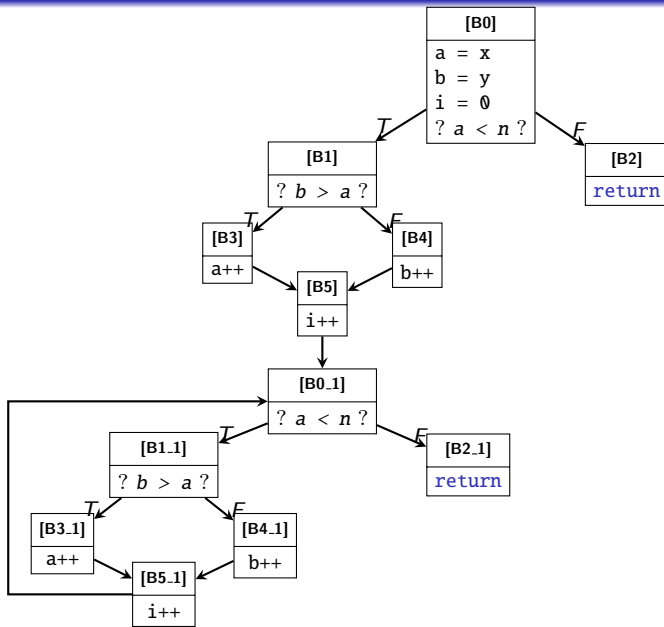 [B0]
a = x
b = y
i = 0
? a < n ?
T
F
[B1]
? b > a ?
[B2]
return
T
F
[B3]
a++
[B4]
b++
[B5]
i++
[B0_1]
? a < n ?
T
F
[B1_1]
? b > a ?
[B2_1]
return
T
F
[B3_1]
a++
[B4_1]
b++
[B5_1]
i++